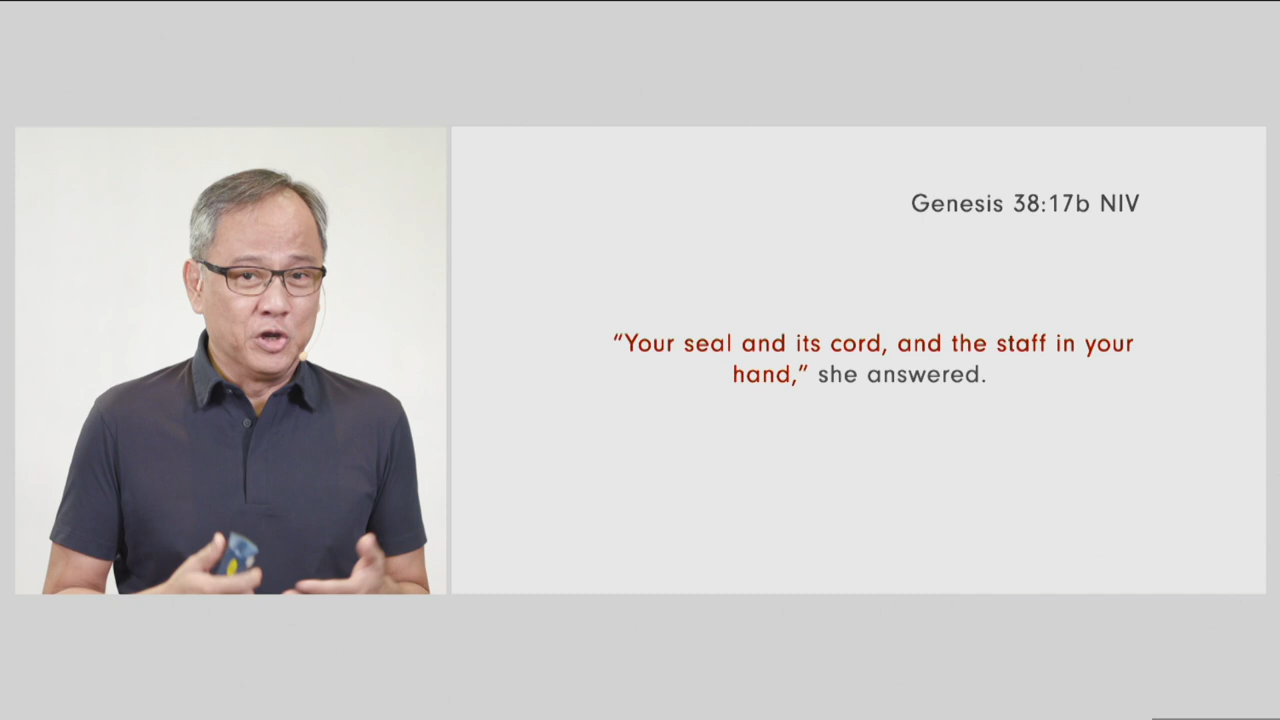 Genesis 38:17b NIV
“Your seal and its cord, and the staff in your
hand,” she answered.